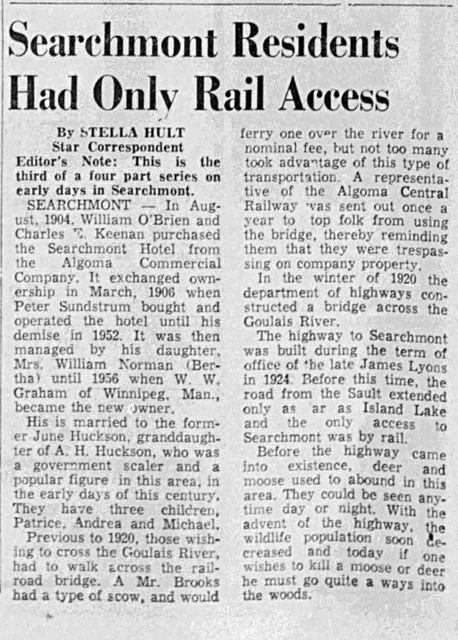 Searchmont Residents
Had Only Rail Access
By STELLA HULT
Star Correspondent
Editor's Note: This is the
third of a four part series on
early days in Searchmont.
SEARCHMONT — In Aug-
ust, 1904, William O'Brien and
Charles E. Keenan purchased
the Searchmont Hotel from
the Algoma Commercial
Company. It exchanged own-
ership in March, 1906 when
Peter Sundstrum bought and
operated the hotel until his
demise in 1952. It was then
managed by his daughter,
Mrs. William Norman (Ber-
tha) until 1956 when W. W.
Graham of Winnipeg, Man.,
became the new owner.
His is married to the form-
er June Huckson, granddaugh-
ter of A. H. Huckson, who was
a government scaler and a
popular figure in this area, in
the early days of this century.
They have three children,
Patrice, Andrea and Michael.
Previous to 1920, those wish-
ing to cross the Goulais River,
had to walk across the rail-
road bridge. A Mr. Brooks
had a type of scow, and would
ferry one over the river for a
nominal fee, but not too many
took advantage of this type of
transportation. A representa-
tive of the Algoma Central
Railway was sent out once a
year to top folk from using
the bridge, thereby reminding
them that they were trespas-
sing on company property.
In the winter of 1920 the
department of highways con-
structed a bridge across the
Goulais River.
The highway to Searchmont
was built during the term of
office of the late James Lyons
in 1924. Before this time, the
road from the Sault extended
only as far as Island Lake
and the only access to
Searchmont was by rail.
Before the highway came
into existence, deer and
moose used to abound in this
area. They could be seen any-
time day or night. With the
advent of the highway, the
wildlife population soon de-
creased and today if one
wishes to kill a moose or deer
he must go quite a ways into
the woods.